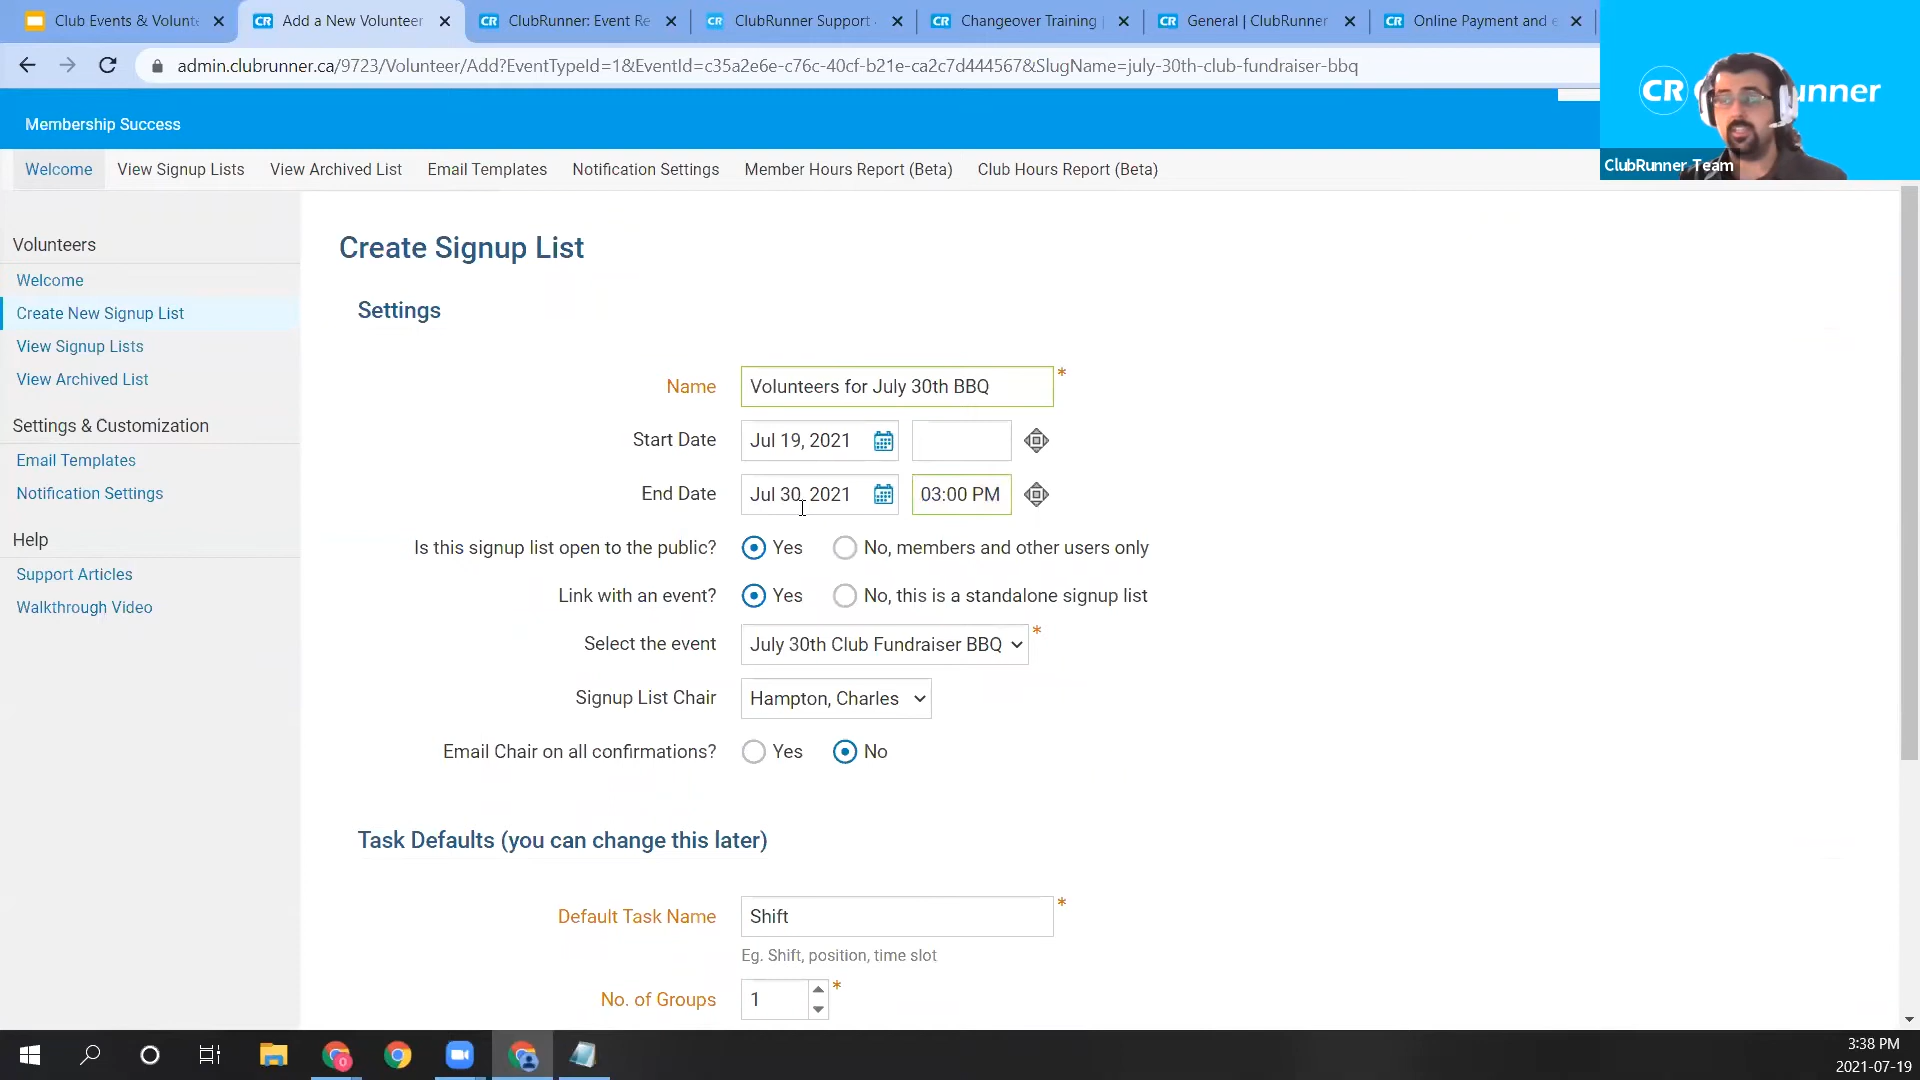 Club Events & Volunt
Add a New Volunteer
ClubRunner: Event Re
ClubRunner Support
Changeover Training
General | ClubRunner
Online Payment and e
admin.clubrunner.ca/9723/Volunteer/Add?EventTypeId=1&EventId=c35a2e6e-c76c-40cf-b21e-ca2c7d444567&SlugName=july-30th-club-fundraiser-bbq
CR unner
ClubRunner Team
Membership Success
Welcome
View Signup Lists
View Archived List
Email Templates
Notification Settings
Member Hours Report (Beta)
Club Hours Report (Beta)
Volunteers
Welcome
Create New Signup List
View Signup Lists
View Archived List
Settings & Customization
Email Templates
Notification Settings
Help
Support Articles
Walkthrough Video
Create Signup List
Settings
Name Volunteers for July 30th BBQ *
Start Date Jul 19, 2021
End Date Jul 30, 2021 03:00 PM
Is this signup list open to the public? Yes No, members and other users only
Link with an event? Yes No, this is a standalone signup list
Select the event July 30th Club Fundraiser BBQ *
Signup List Chair Hampton, Charles
Email Chair on all confirmations? Yes No
Task Defaults (you can change this later)
Default Task Name Shift *
Eg. Shift, position, time slot
No. of Groups 1 *
3:38 PM
2021-07-19